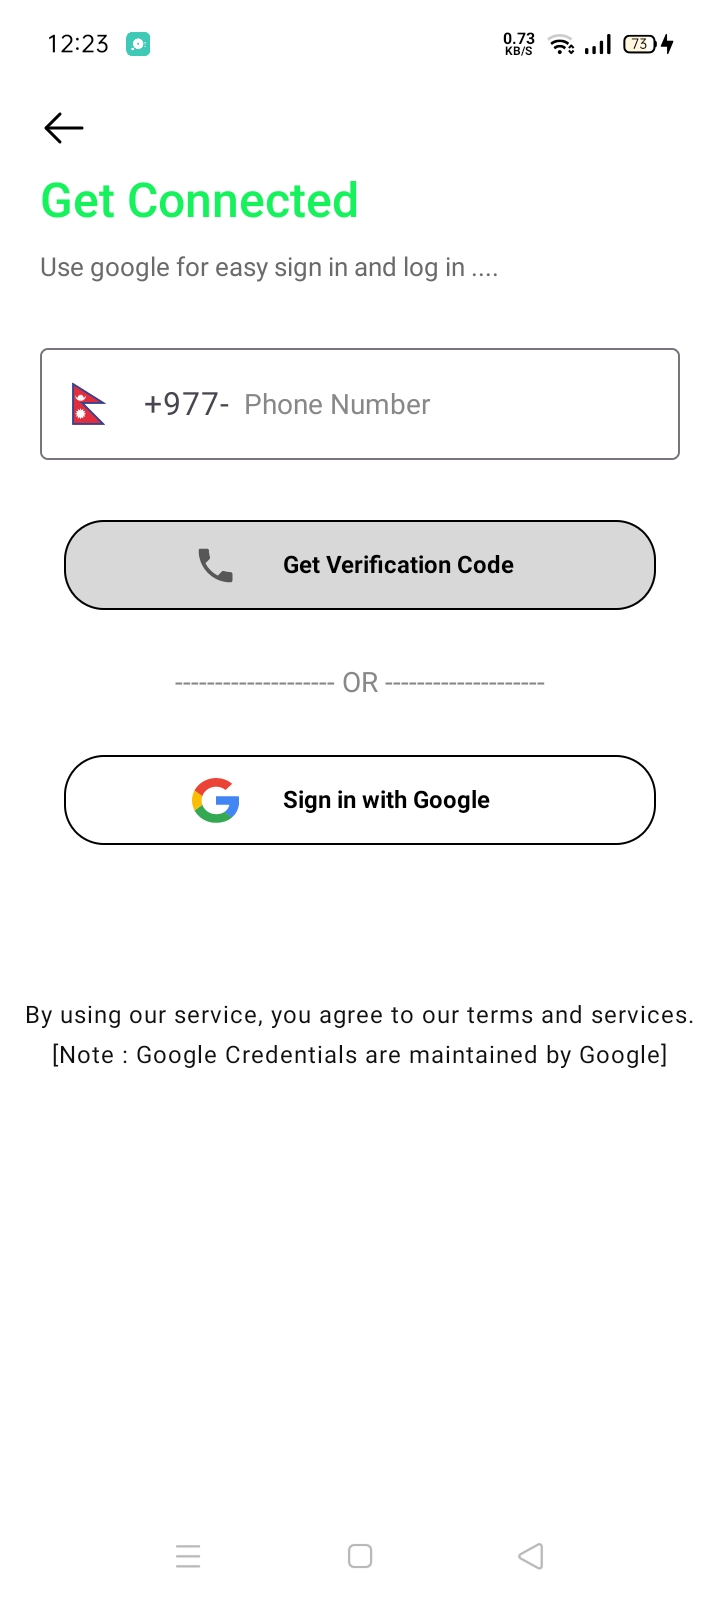 12:23
0.73
KB/S
73
Get Connected
Use google for easy sign in and log in ....
+977- Phone Number
Get Verification Code
-------------------- OR --------------------
Sign in with Google
By using our service, you agree to our terms and services.
[Note : Google Credentials are maintained by Google]